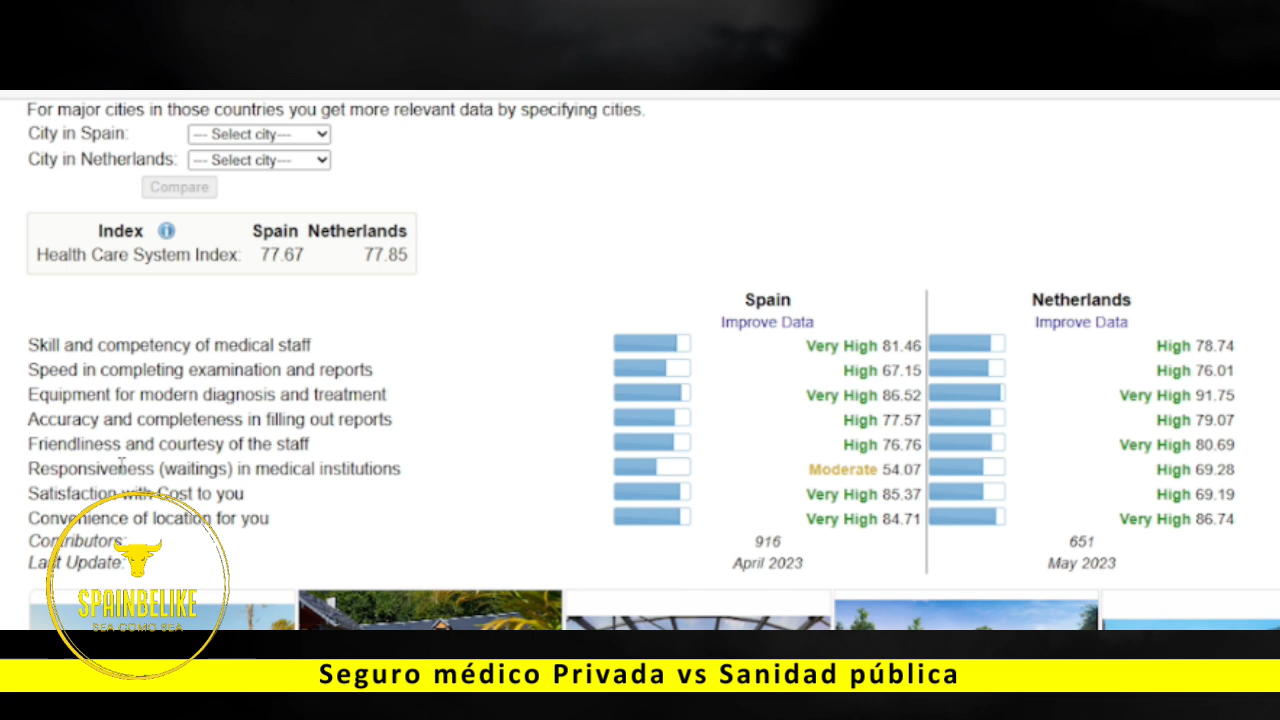 For major cities in those countries you get more relevant data by specifying cities.
City in Spain: --- Select city---
City in Netherlands: --- Select city---
Compare
Index Spain Netherlands
Health Care System Index: 77.67 77.85
Spain Netherlands
Improve Data Improve Data
Skill and competency of medical staff Very High 81.46 High 78.74
Speed in completing examination and reports High 67.15 High 76.01
Equipment for modern diagnosis and treatment Very High 86.52 Very High 91.75
Accuracy and completeness in filling out reports High 77.57 High 79.07
Friendliness and courtesy of the staff High 76.76 Very High 80.69
Responsiveness (waitings) in medical institutions Moderate 54.07 High 69.28
Satisfaction with Cost to you Very High 85.37 High 69.19
Convenience of location for you Very High 84.71 Very High 86.74
Contributors: 916 651
Last Update: April 2023 May 2023
SPAINBELIKE
SEA COMO SEA
Seguro médico Privada vs Sanidad pública